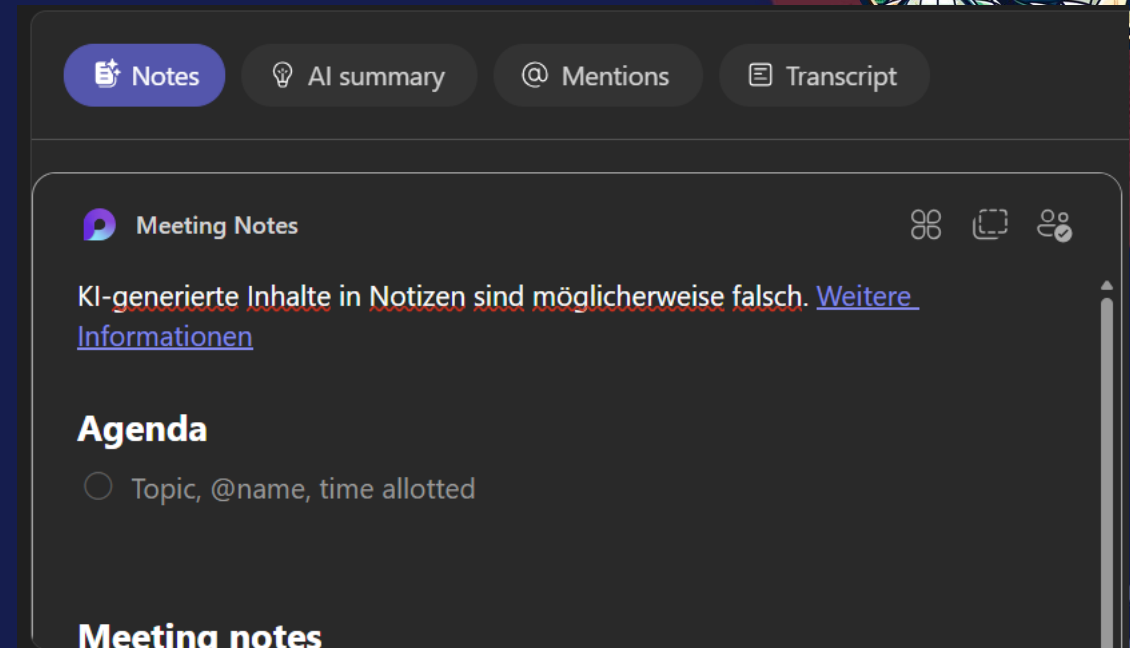 Notes AI summary @ Mentions Transcript
Meeting Notes
KI-generierte Inhalte in Notizen sind möglicherweise falsch. Weitere
Informationen
Agenda
Topic, @name, time allotted
Meeting notes